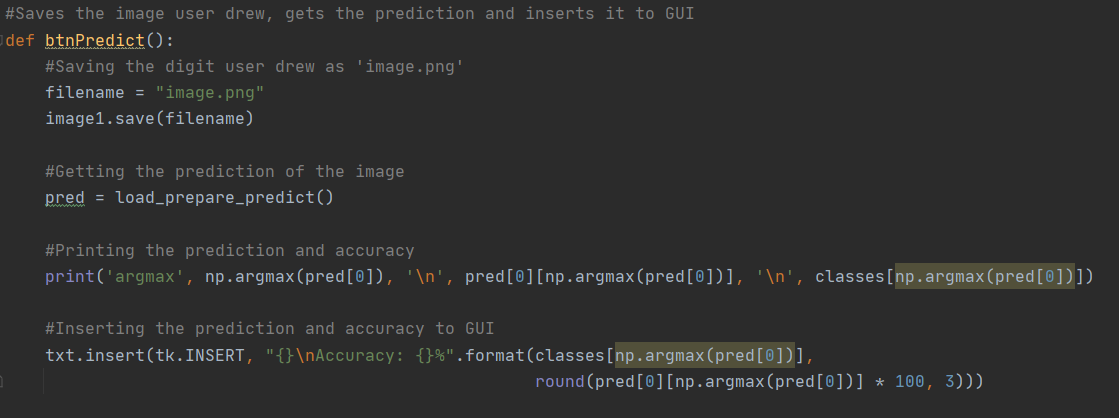 #Saves the image user drew, gets the prediction and inserts it to GUI
def btnPredict():
    #Saving the digit user drew as 'image.png'
    filename = "image.png"
    image1.save(filename)

    #Getting the prediction of the image
    pred = load_prepare_predict()

    #Printing the prediction and accuracy
    print('argmax', np.argmax(pred[0]), '\n', pred[0][np.argmax(pred[0])], '\n', classes[np.argmax(pred[0])])

    #Inserting the prediction and accuracy to GUI
    txt.insert(tk.INSERT, "{}\nAccuracy: {}%".format(classes[np.argmax(pred[0])],
                                                     round(pred[0][np.argmax(pred[0])] * 100, 3)))